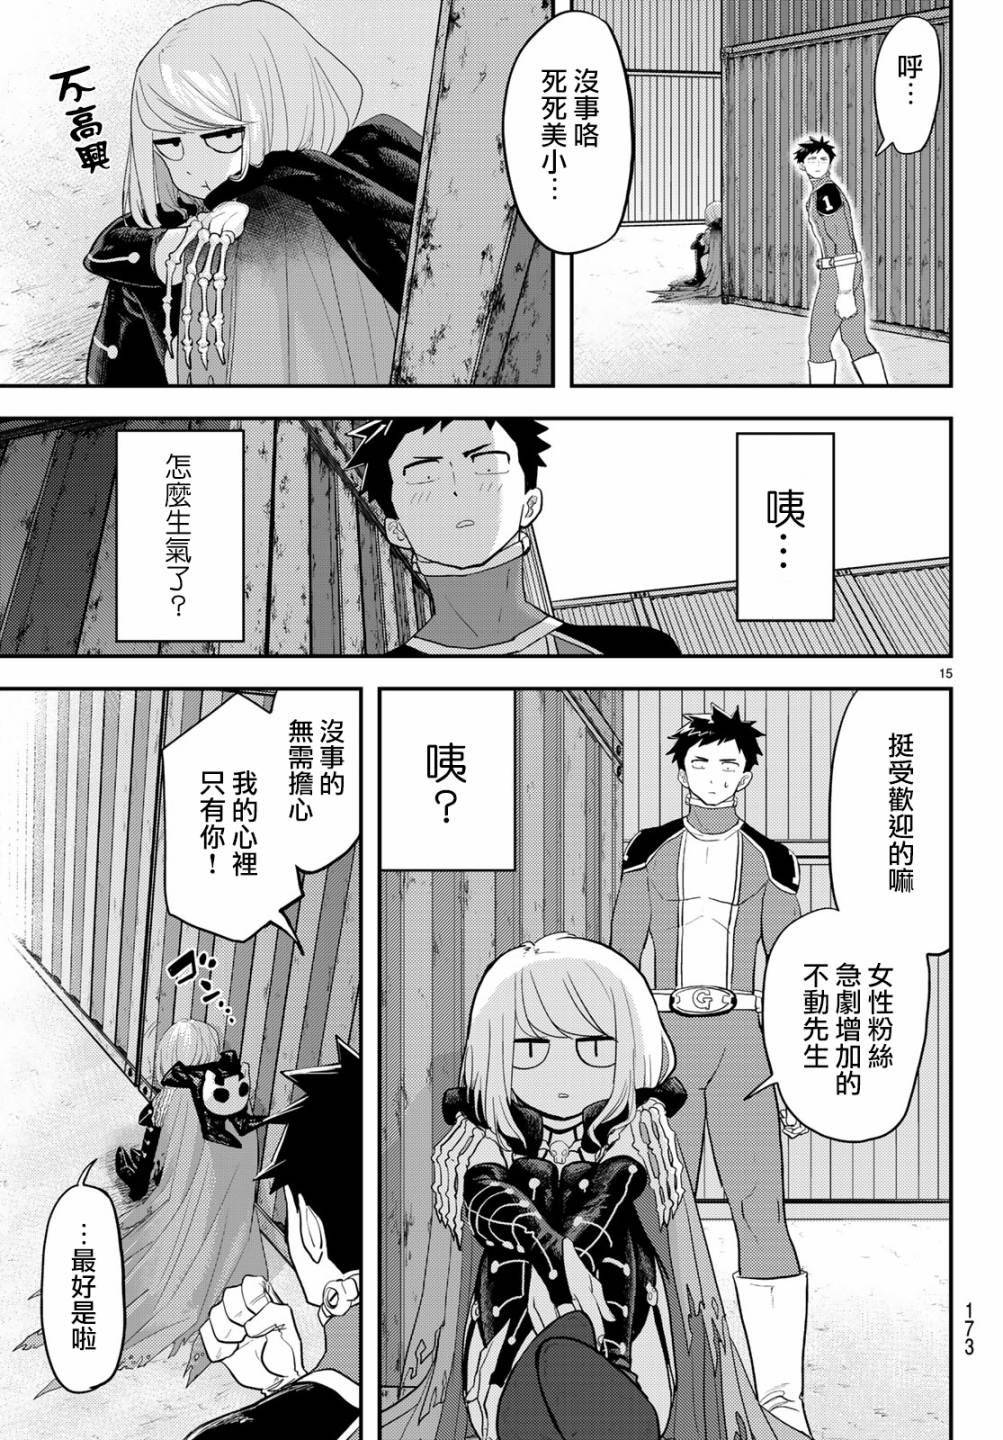 呼…
1
沒事咯
死死美小…
不高興
咦…
怎麼生氣了？
15
挺受歡迎的嘛
女性粉絲
急劇增加的
不動先生
G
咦？
沒事的
無需擔心
我的心裡
只有你！
ゴン…
…最好是啦
173